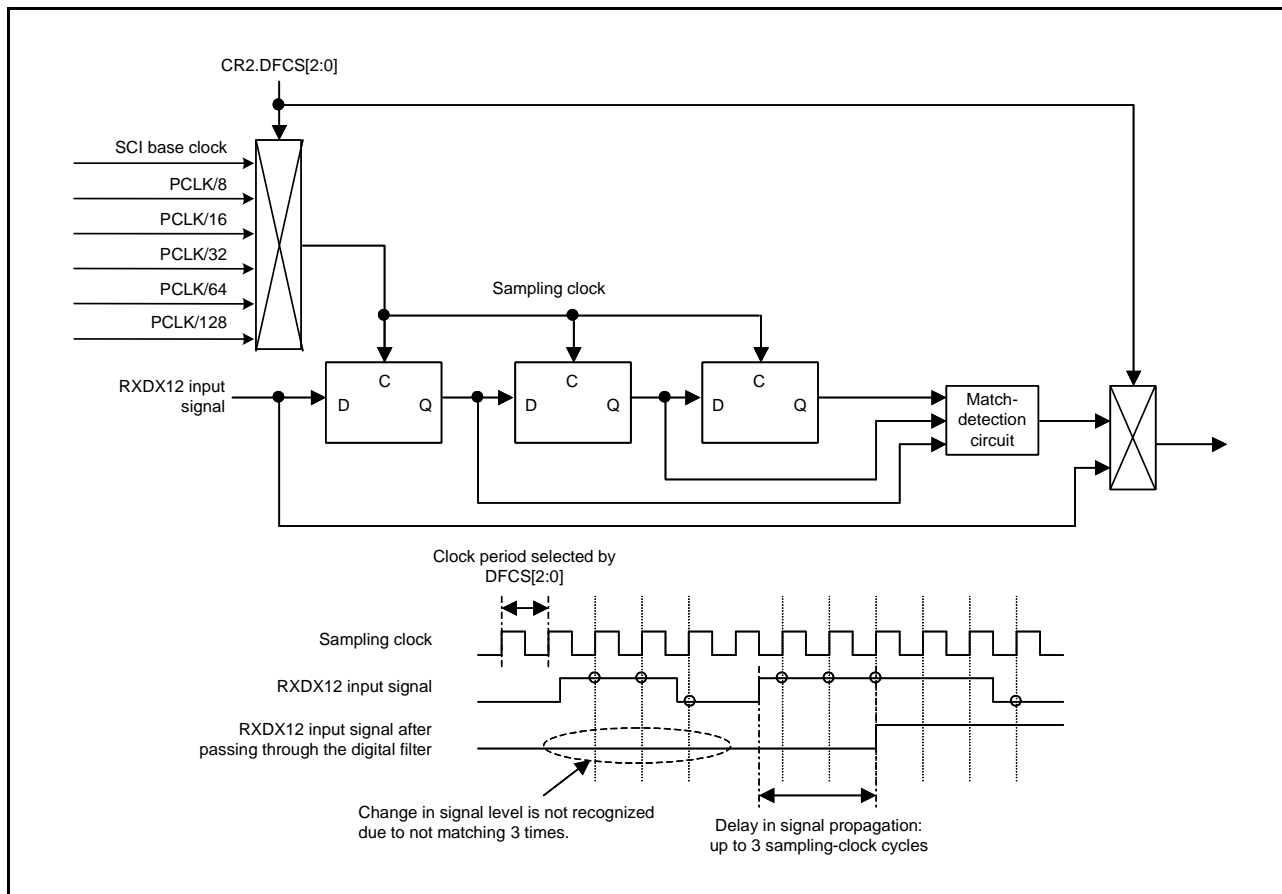 CR2.DFCS[2:0]
SCI base clock
PCLK/8
PCLK/16
PCLK/32
PCLK/64
PCLK/128
Sampling clock
RXDX12 input
signal
C
D
Q
C
D
Q
C
D
Q
Match-
detection
circuit
Clock period selected by
DFCS[2:0]
Sampling clock
RXDX12 input signal
RXDX12 input signal after
passing through the digital filter
Change in signal level is not recognized
due to not matching 3 times.
Delay in signal propagation:
up to 3 sampling-clock cycles